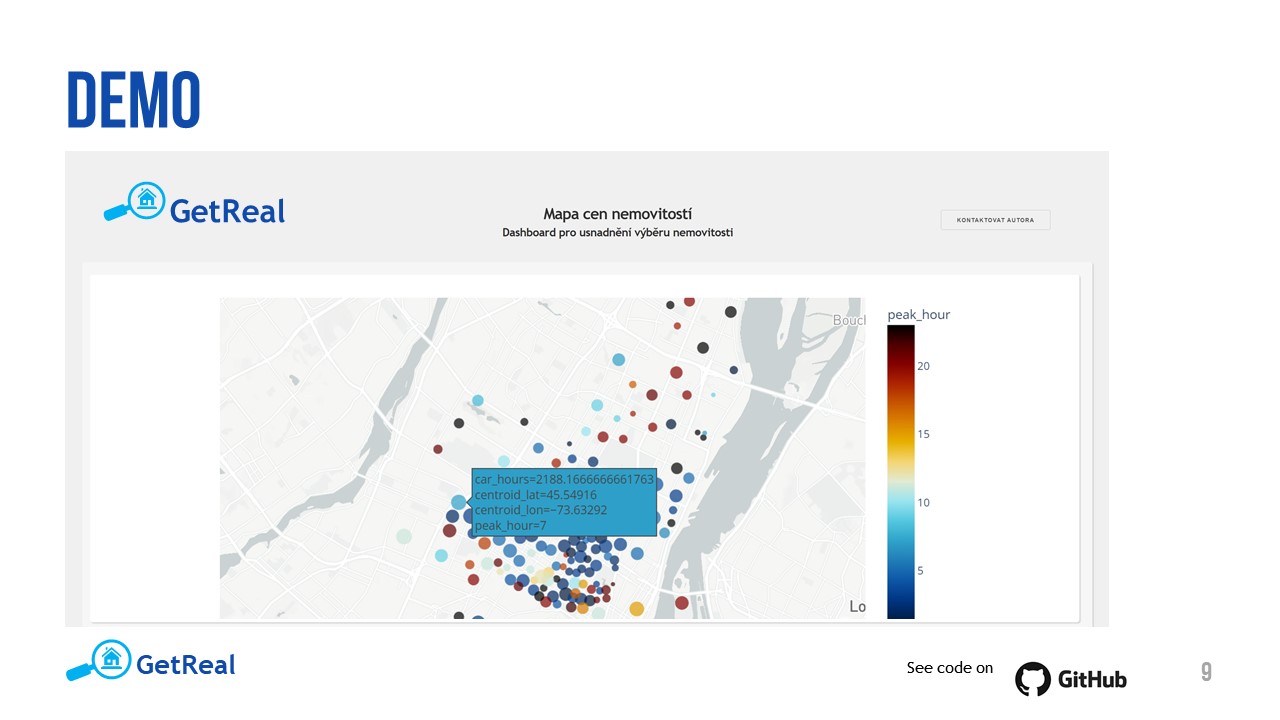 DEMO
GetReal
Mapa cen nemovitostí
Dashboard pro usnadnění výběru nemovitosti
KONTAKTOVAT AUTORA
Boucl
peak_hour
20
15
10
5
car_hours=2188.1666666661763
centroid_lat=45.54916
centroid_lon=−73.63292
peak_hour=7
Lo
GetReal
See code on
GitHub
9